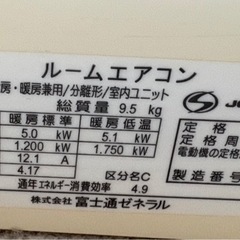 ルームエアコン
房・暖房兼用/分離形/室内ユニット
総質量 9.5 kg
暖房標準 暖房低温
5.0 kW 5.1 kW
1.200 kW 1.750 kW
12.1 A
4.17 区分名C
通年エネルギー消費効率 4.9
株式会社 富士通ゼネラル
定格
定格周
電動機の定格
製造番号